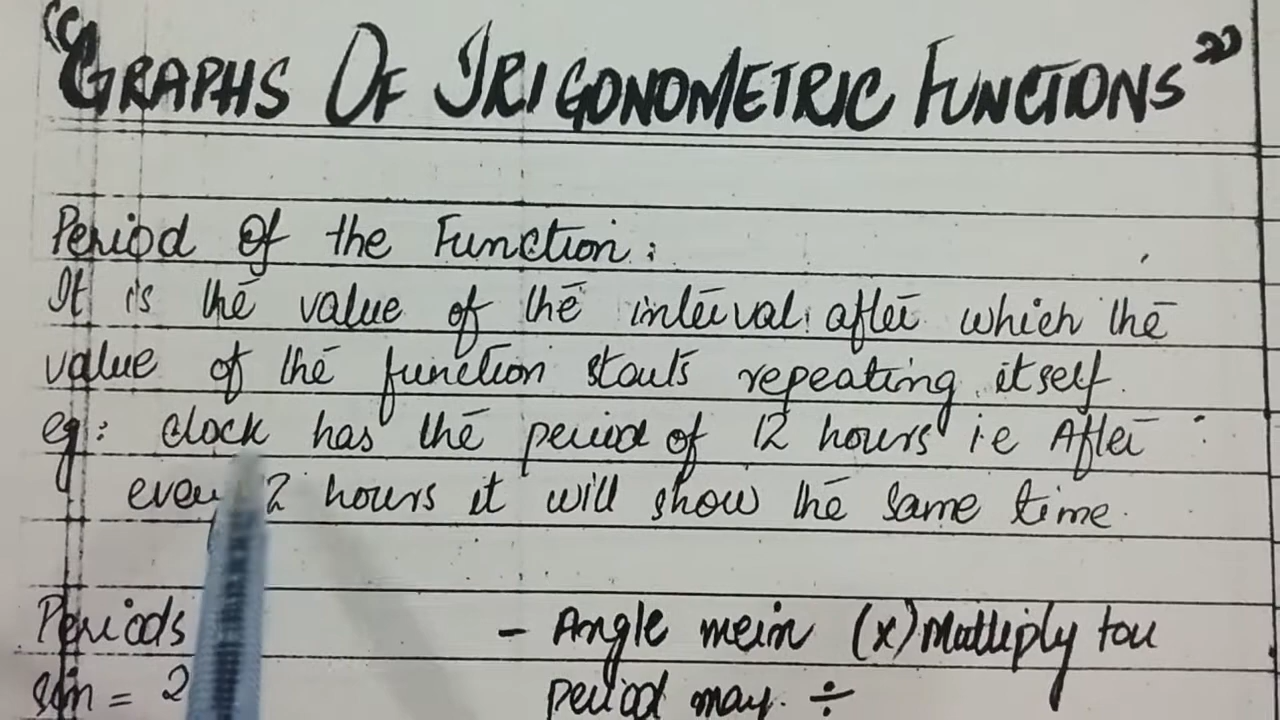 "GRAPHS OF TRIGONOMETRIC FUNCTIONS"
Period of the Function:
It is the value of the interval after which the
value of the function starts repeating itself.
eg: clock has the period of 12 hours i.e After
every 12 hours it will show the same time.
Periods - Angle mein (x) Multiply tou
sin = 2 period may ÷